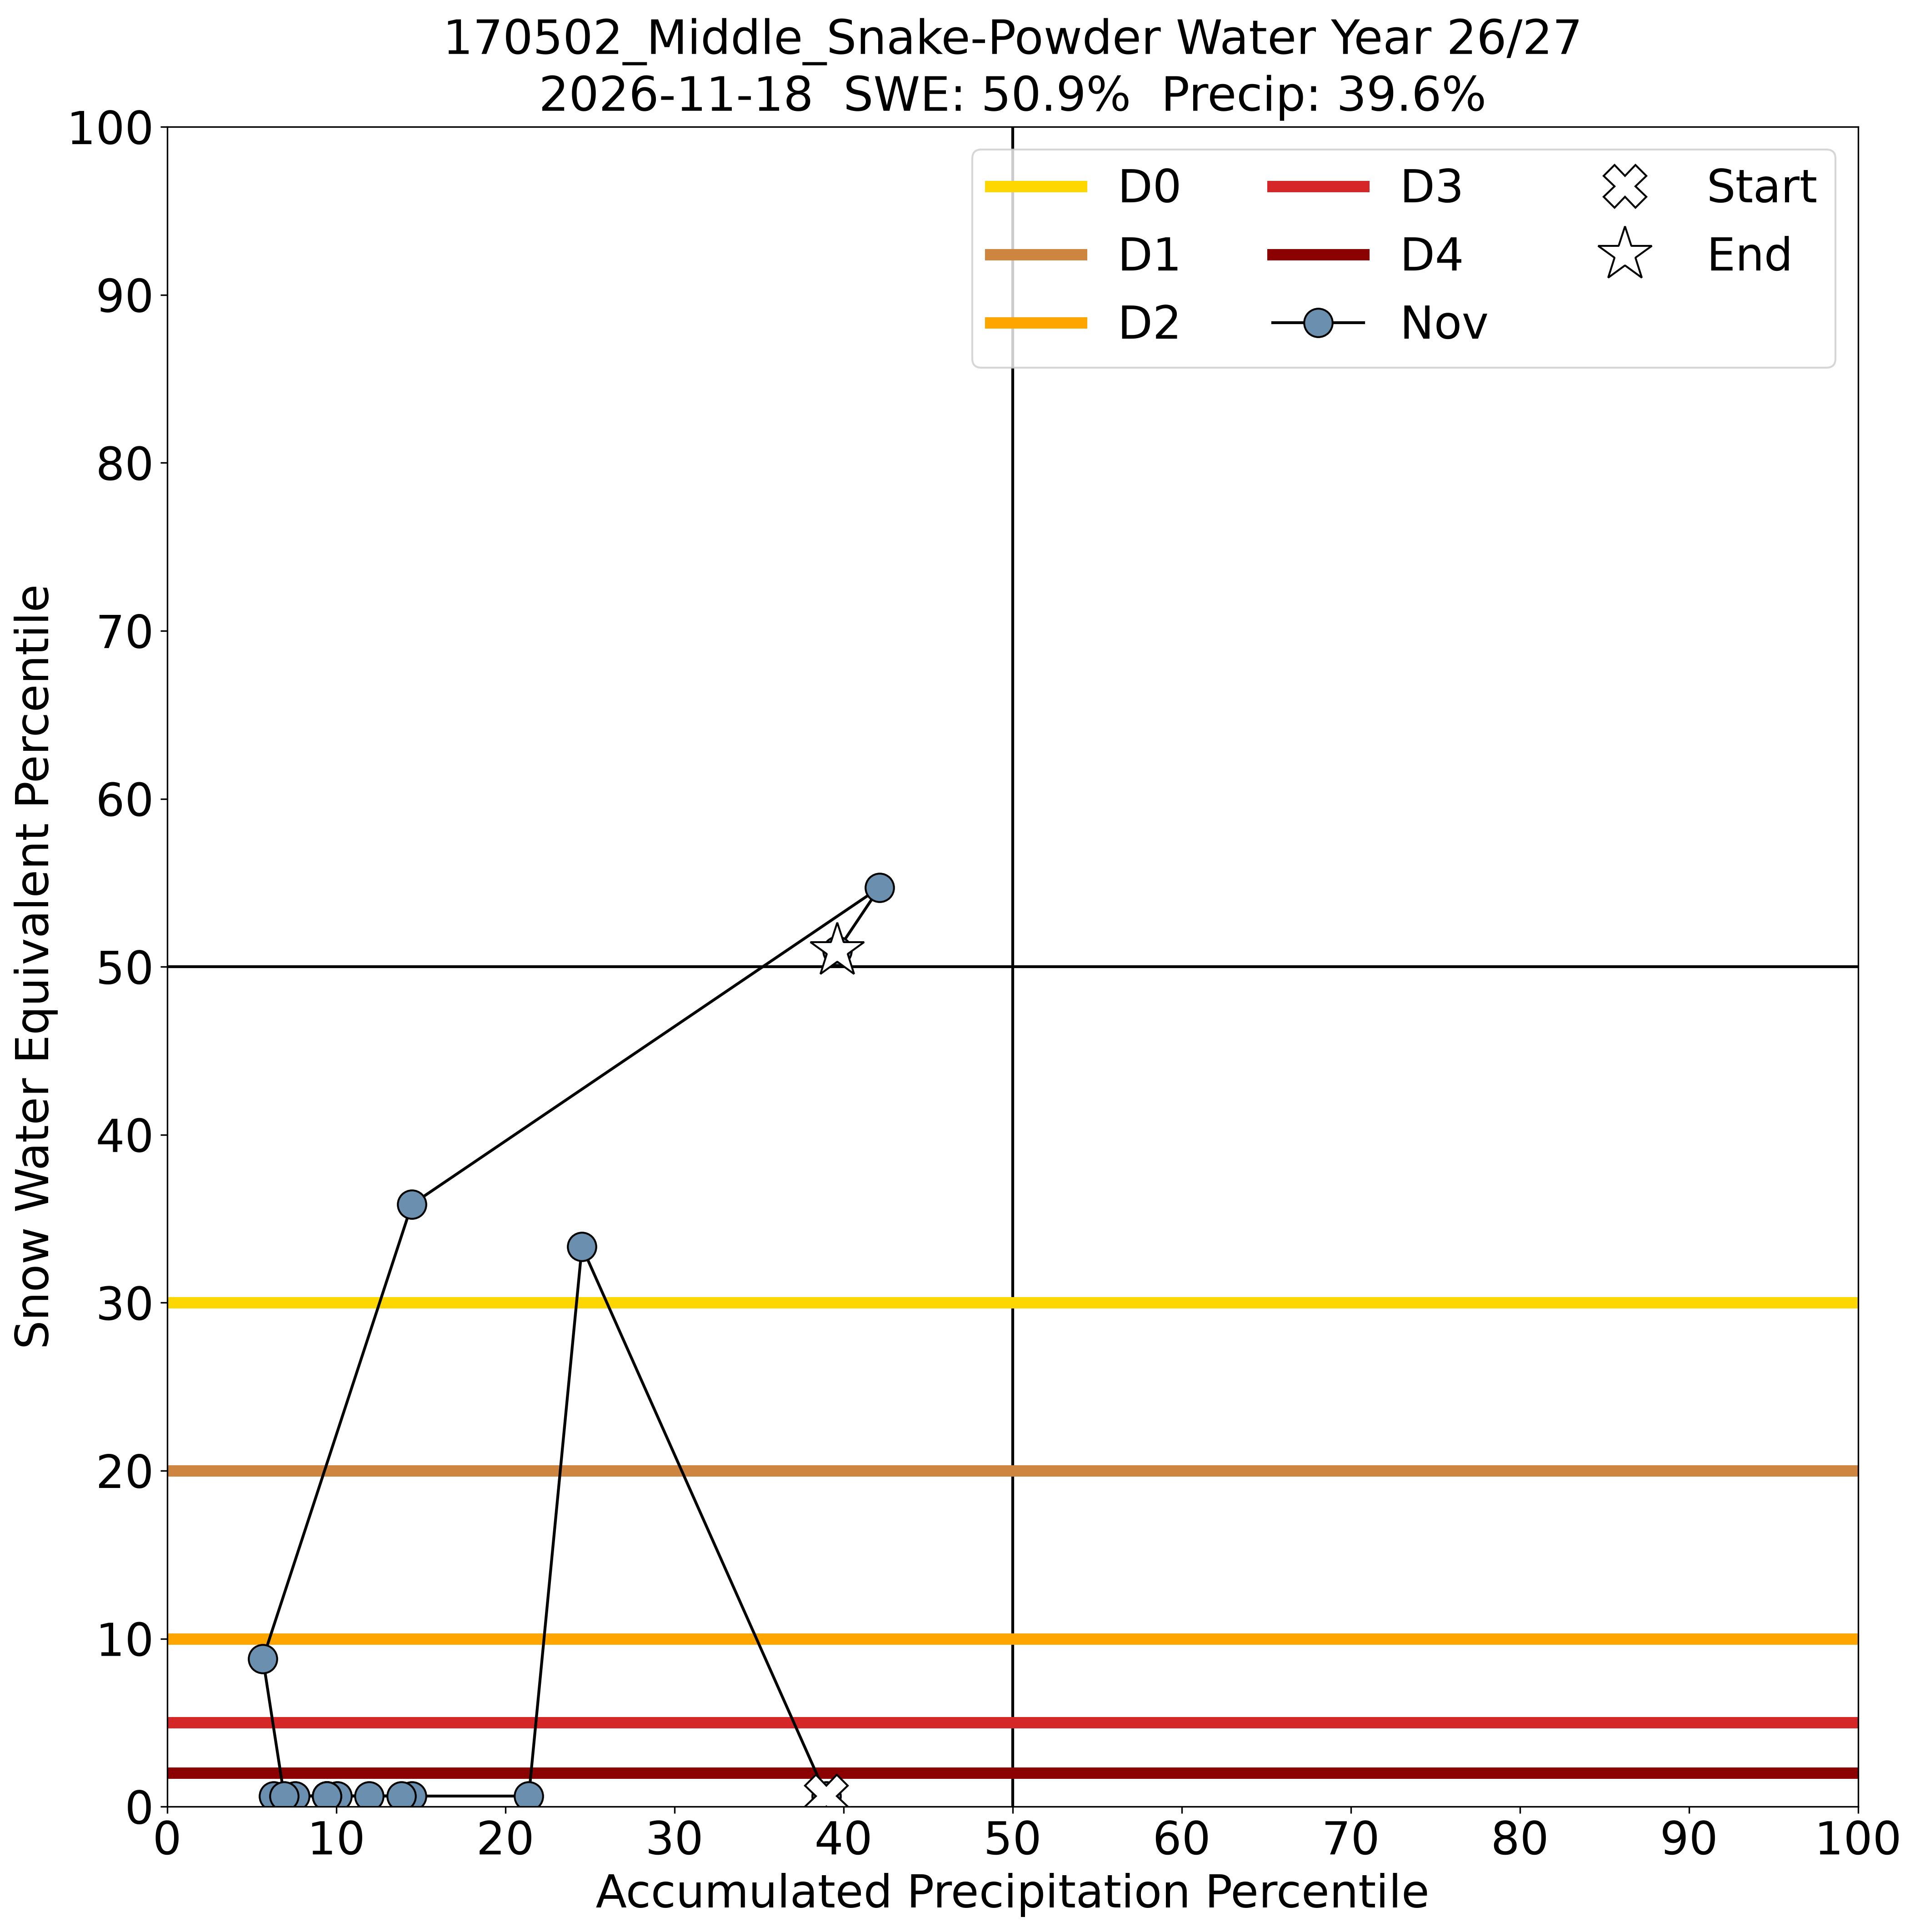 170502_Middle_Snake-Powder Water Year 26/27
2026-11-18  SWE: 50.9%  Precip: 39.6%
D0
D1
D2
D3
D4
Nov
Start
End
Snow Water Equivalent Percentile
100
90
80
70
60
50
40
30
20
10
0
0 10 20 30 40 50 60 70 80 90 100
Accumulated Precipitation Percentile